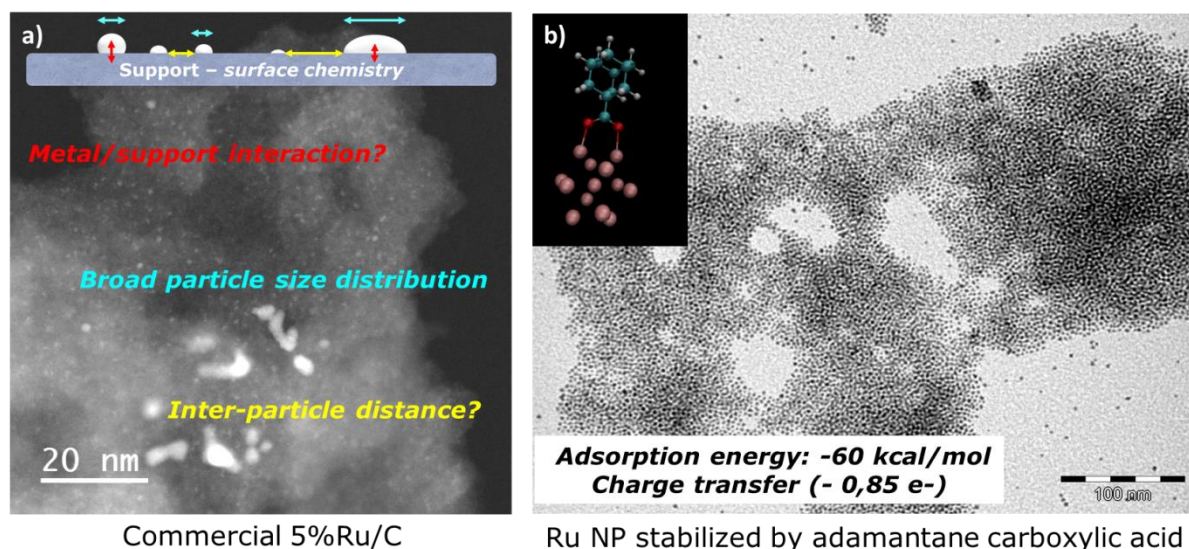 a)
Support – surface chemistry
Metal/support interaction?
Broad particle size distribution
Inter-particle distance?
20 nm
Commercial 5%Ru/C
b)
Adsorption energy: -60 kcal/mol
Charge transfer (- 0,85 e-)
100 nm
Ru NP stabilized by adamantane carboxylic acid